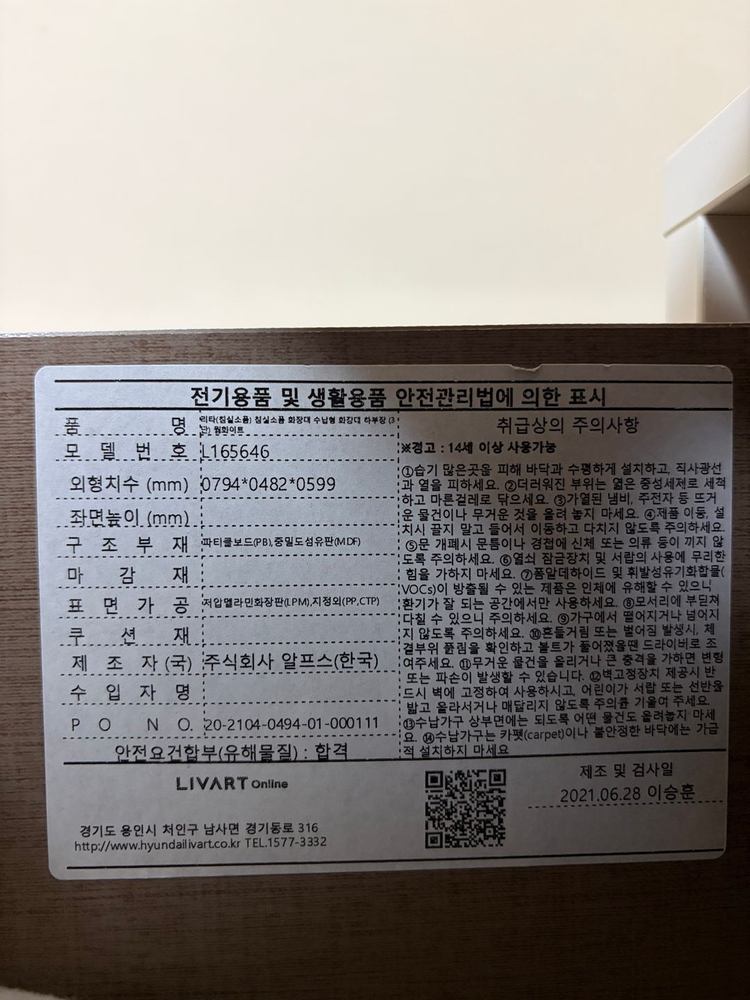 전기용품 및 생활용품 안전관리법에 의한 표시
품 명 리타(침실소품) 침실소품 화장대 수납형 화장대 하부장 (3
단) 웜화이트
모 델 번 호 L165646
외형치수 (mm) 0794*0482*0599
좌면높이 (mm)
구 조 부 재 파티클보드(PB),중밀도섬유판(MDF)
마 감 재
표 면 가 공 저압멜라민화장판(LPM),지정외(PP,CTP)
쿠 션 재
제 조 자 (국) 주식회사 알프스(한국)
수 입 자 명
P O N O. 20-2104-0494-01-000111
안전요건합부(유해물질) : 합격
취급상의 주의사항
※경고 : 14세 이상 사용가능
①습기 많은곳을 피해 바닥과 수평하게 설치하고, 직사광선
과 열을 피하세요. ②더러워진 부위는 엷은 중성세제로 세척
하고 마른걸레로 닦으세요. ③가열된 냄비, 주전자 등 뜨거
운 물건이나 무거운 것을 올려 놓지 마세요. ④제품 이동, 설
치시 끌지 말고 들어서 이동하고 다치지 않도록 주의하세요.
⑤문 개폐시 문틈이나 경첩에 신체 또는 의류 등이 끼지 않
도록 주의하세요. ⑥열쇠 잠금장치 및 서랍의 사용에 무리한
힘을 가하지 마세요. ⑦폼알데하이드 및 휘발성유기화합물(
VOCs)이 방출될 수 있는 제품은 인체에 유해할 수 있으니
환기가 잘 되는 공간에서만 사용하세요. ⑧모서리에 부딪쳐
다칠 수 있으니 주의하세요. ⑨가구에서 떨어지거나 넘어지
지 않도록 주의하세요. ⑩흔들거림 또는 벌어짐 발생시, 체
결부위 풀림을 확인하고 볼트가 풀어졌을땐 드라이버로 조
여주세요. ⑪무거운 물건을 올리거나 큰 충격을 가하면 변형
또는 파손이 발생할 수 있습니다. ⑫벽고정장치 제공시 반
드시 벽에 고정하여 사용하시고, 어린이가 서랍 또는 선반을
밟고 올라서거나 매달리지 않도록 주의를 기울여 주세요.
⑬수납가구 상부면에는 되도록 어떤 물건도 올려놓지 마세
요. ⑭수납가구는 카펫(carpet)이나 불안정한 바닥에는 가급
적 설치하지 마세요
LIVART Online
경기도 용인시 처인구 남사면 경기동로 316
http://www.hyundailivart.co.kr TEL.1577-3332
제조 및 검사일
2021.06.28 이승훈